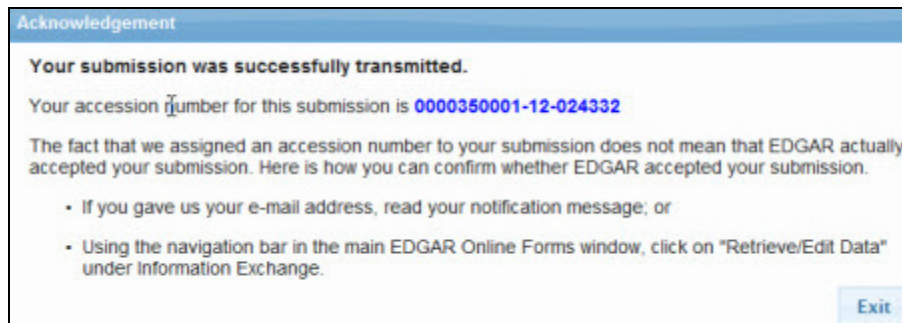 Acknowledgement
Your submission was successfully transmitted.
Your accession number for this submission is 0000350001-12-024332
The fact that we assigned an accession number to your submission does not mean that EDGAR actually
accepted your submission. Here is how you can confirm whether EDGAR accepted your submission.
• If you gave us your e-mail address, read your notification message; or
• Using the navigation bar in the main EDGAR Online Forms window, click on "Retrieve/Edit Data"
under Information Exchange.
Exit